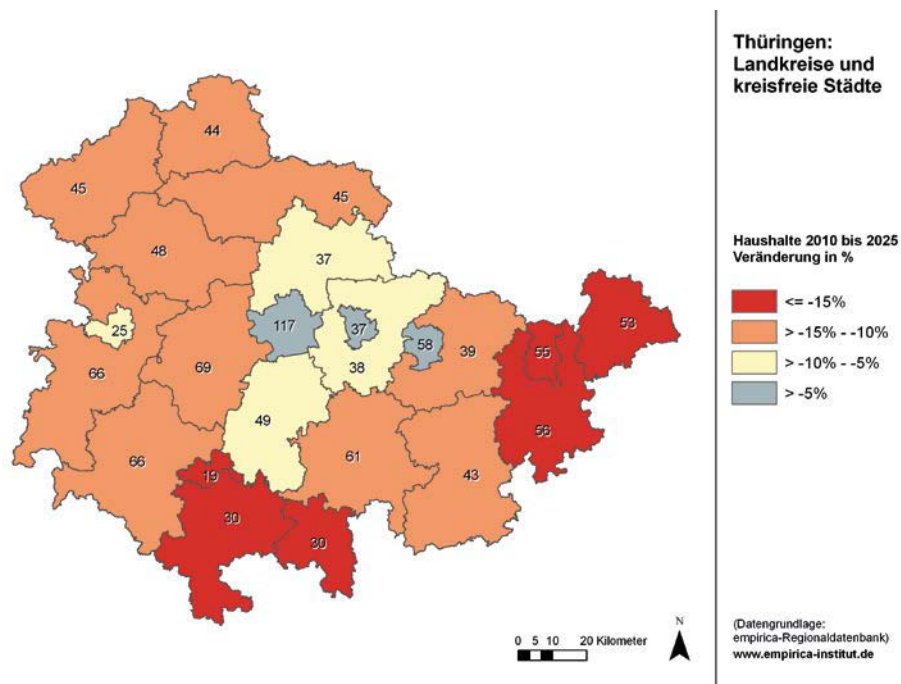 Thüringen:
Landkreise und
kreisfreie Städte
44
45
45
48
37
25
117
37
58
39
55
53
66
69
38
49
56
66
61
43
19
30
30
Haushalte 2010 bis 2025
Veränderung in %
<= -15%
> -15% - -10%
> -10% - -5%
> -5%
N
0 5 10 20 Kilometer
(Datengrundlage:
empirica-Regionaldatenbank)
www.empirica-institut.de